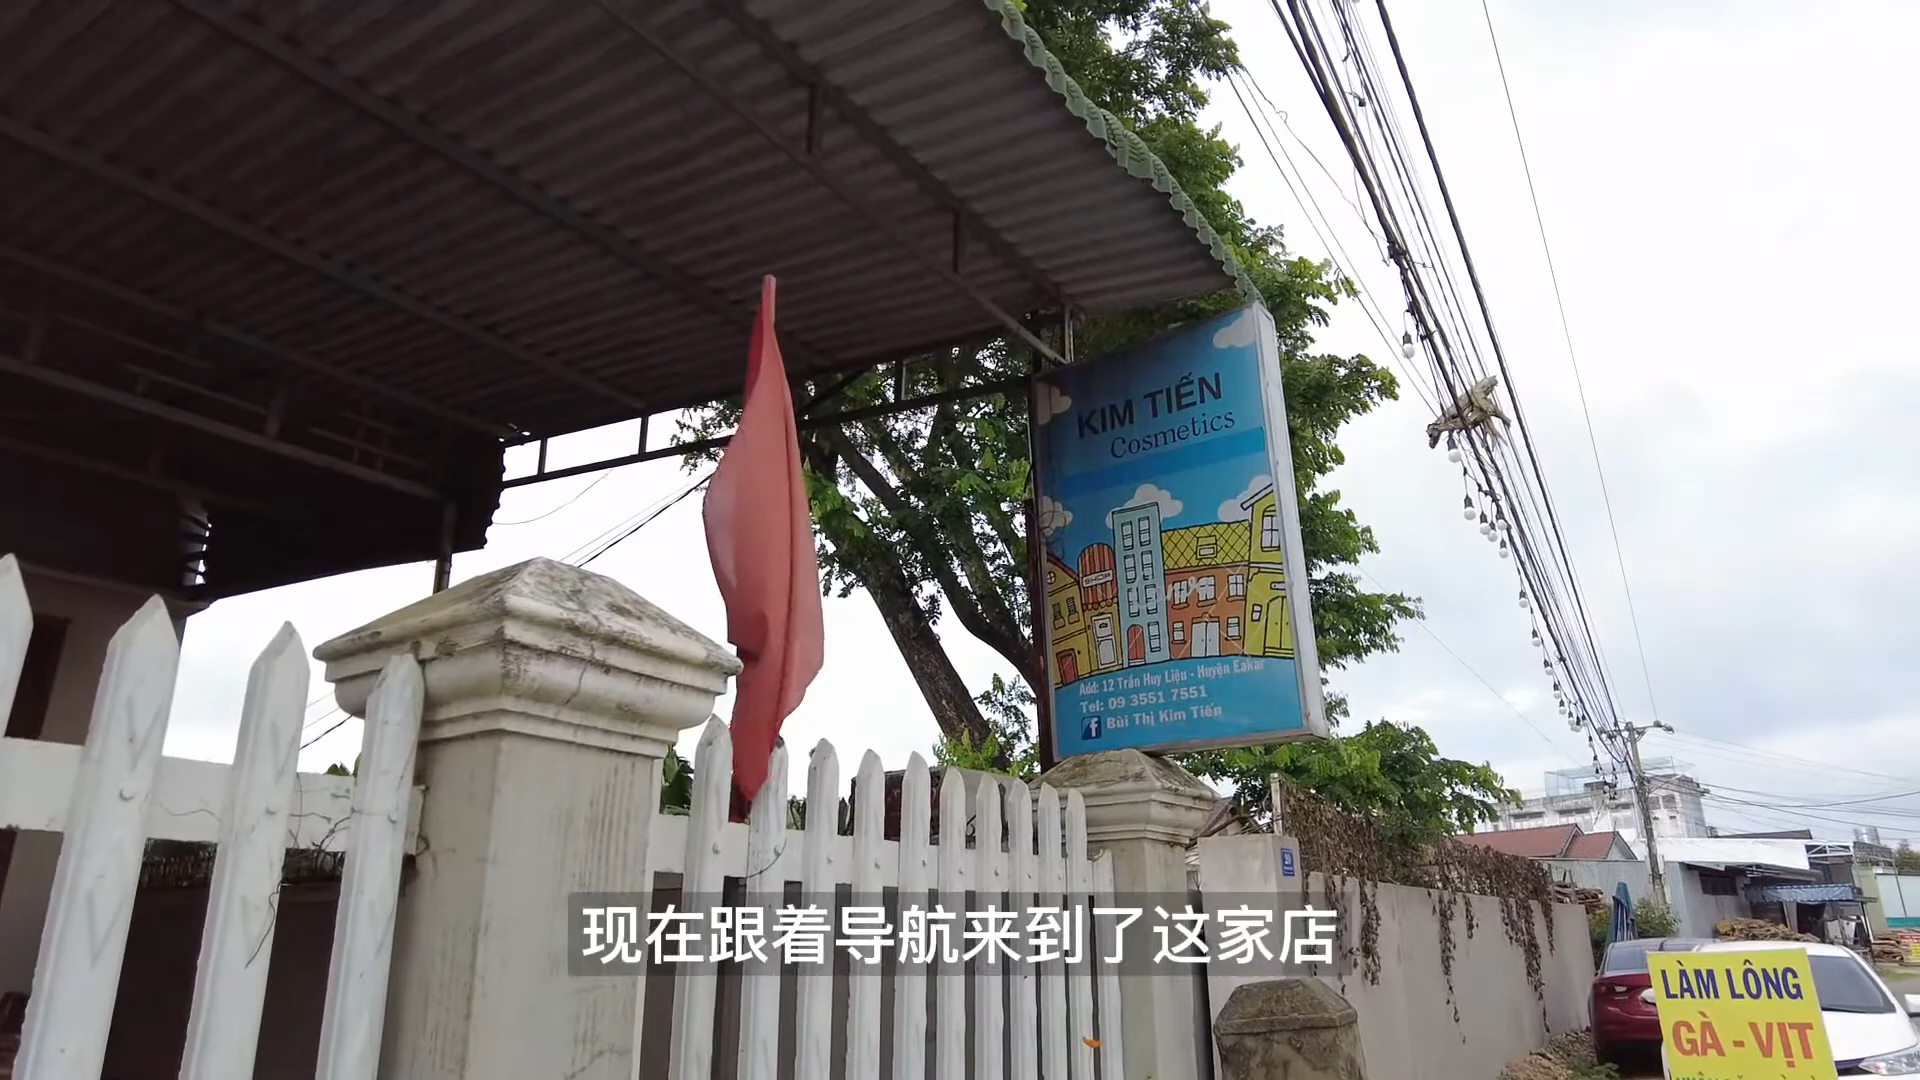 KIM TIẾN
Cosmetics
SHOP
Add: 12 Trần Huy Liệu - Huyện Eakar
Tel: 09 3551 7551
f Bùi Thị Kim Tiến
现在跟着导航来到了这家店
LÀM LÔNG
GÀ - VỊT